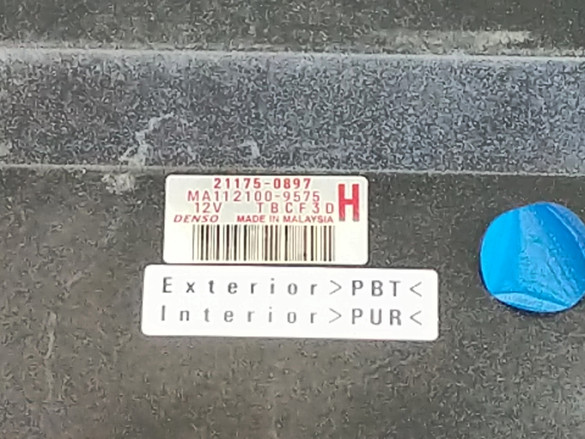 21175-0897
MA112100-9575
12V TBCF3D
H
DENSO MADE IN MALAYSIA
Exterior>PBT<
Interior>PUR<